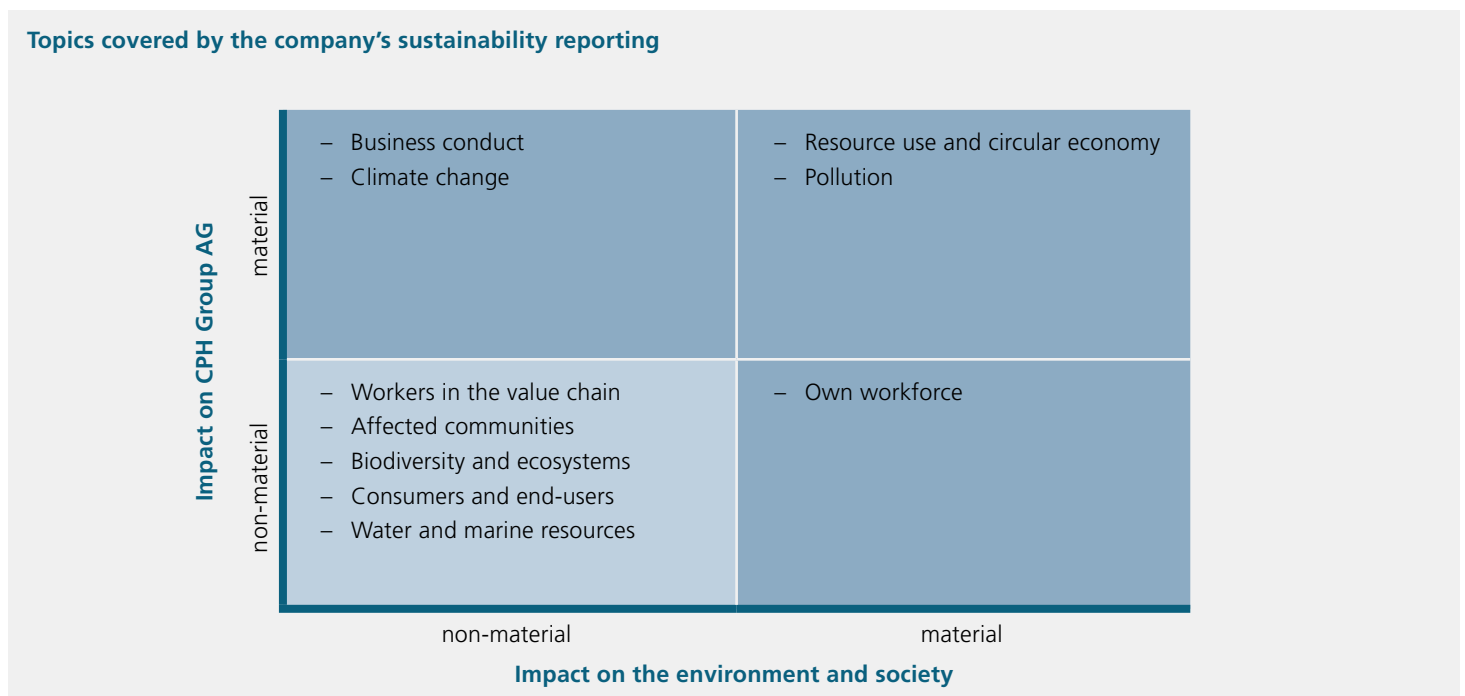 Topics covered by the company’s sustainability reporting
Impact on CPH Group AG
material
– Business conduct
– Climate change
– Resource use and circular economy
– Pollution
non-material
– Workers in the value chain
– Affected communities
– Biodiversity and ecosystems
– Consumers and end-users
– Water and marine resources
– Own workforce
non-material
material
Impact on the environment and society